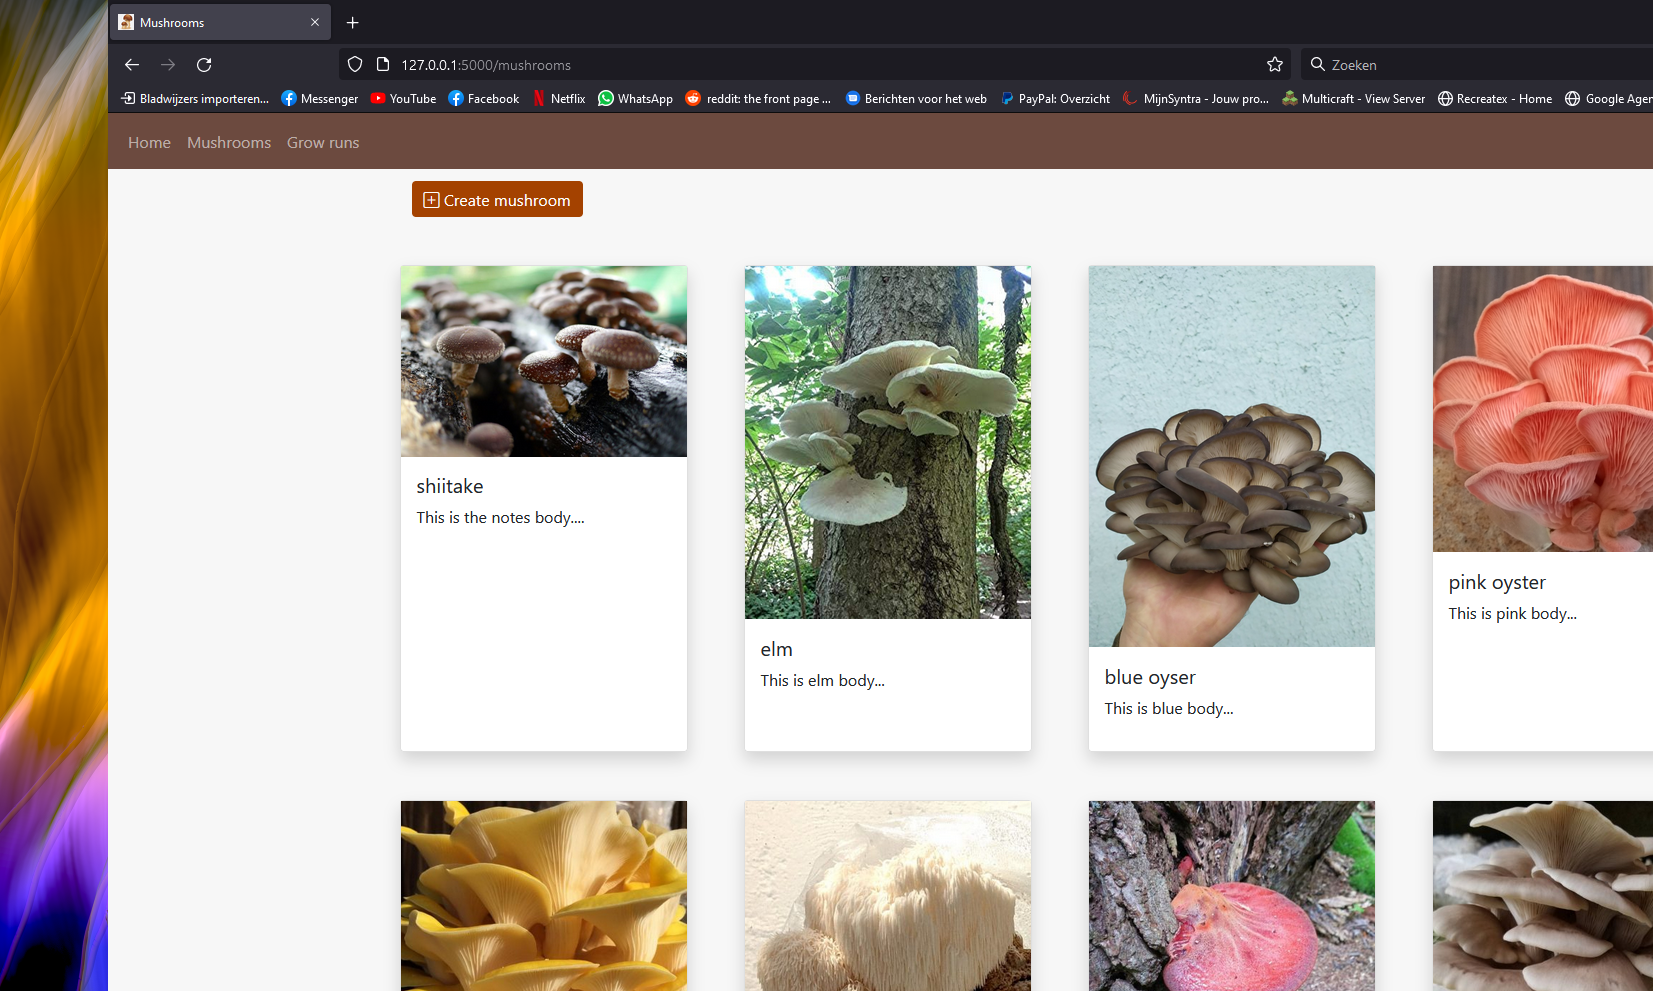 Mushrooms
127.0.0.1:5000/mushrooms
Zoeken
Bladwijzers importeren... Messenger YouTube Facebook Netflix WhatsApp reddit: the front page ... Berichten voor het web PayPal: Overzicht MijnSyntra - Jouw pro... Multicraft - View Server Recreatex - Home Google Agen
Home Mushrooms Grow runs
Create mushroom
shiitake
This is the notes body....
elm
This is elm body...
blue oyser
This is blue body...
pink oyster
This is pink body...